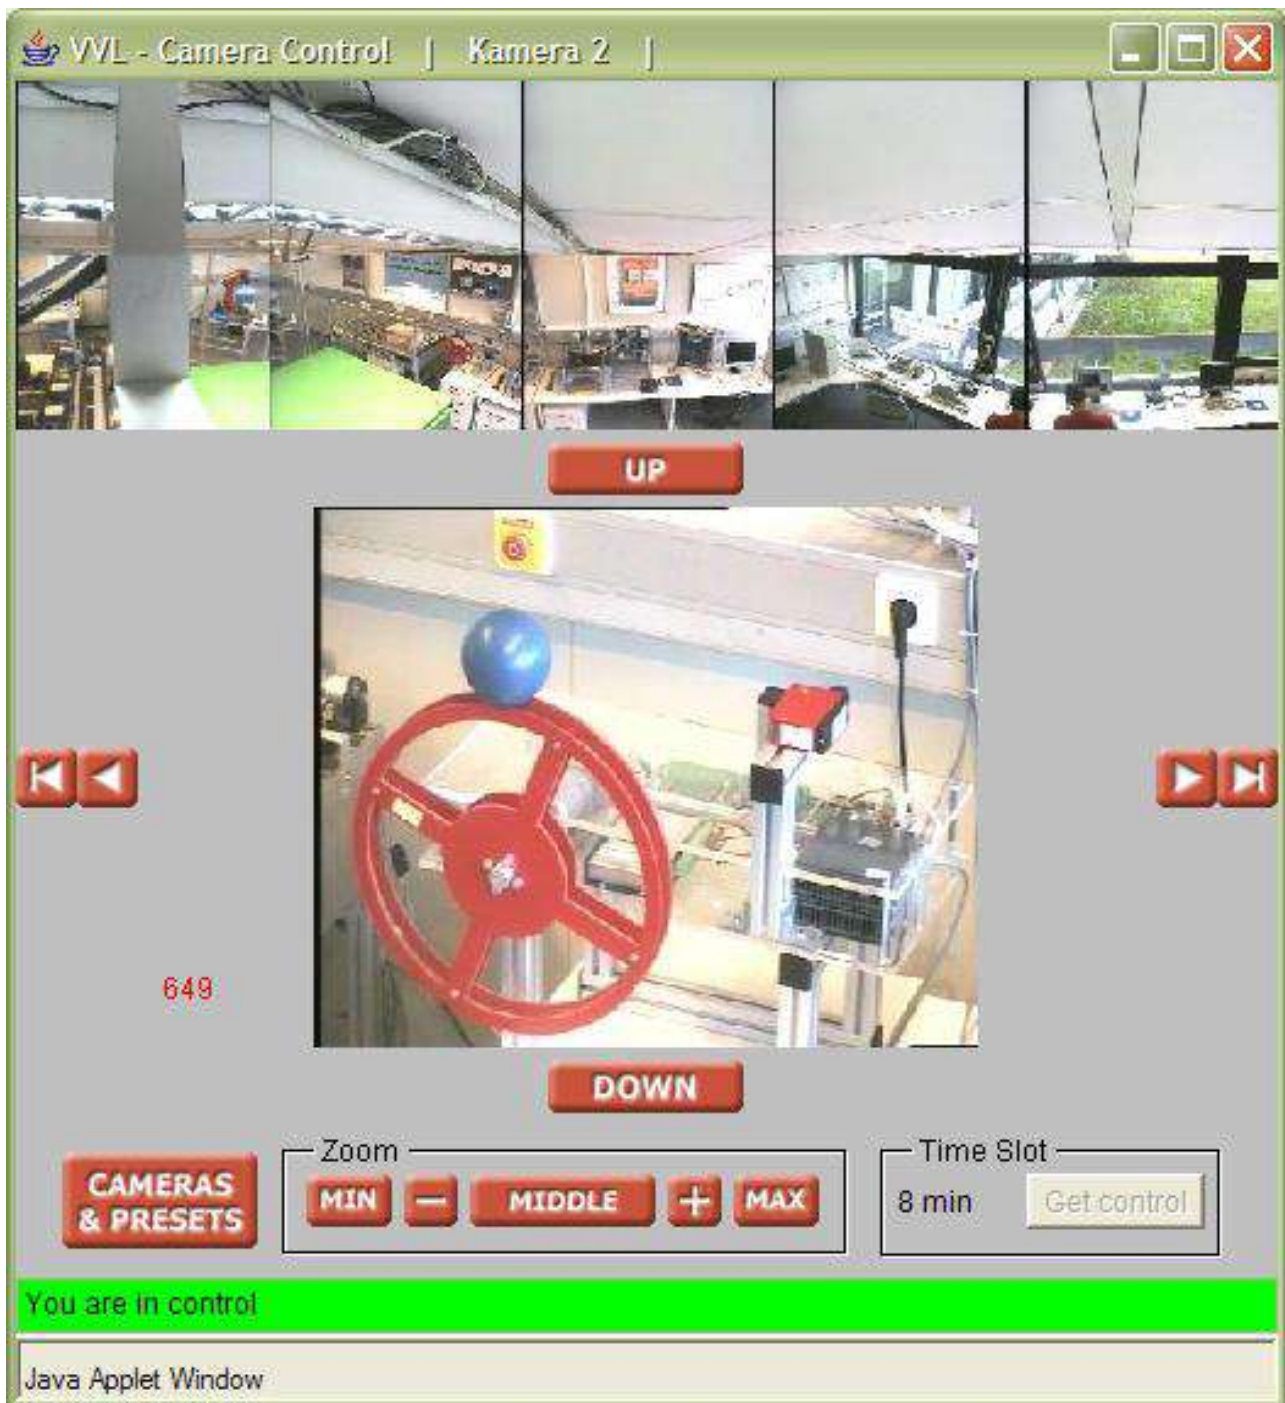 VVL - Camera Control | Kamera 2 |
UP
649
DOWN
Zoom
Time Slot
CAMERAS
& PRESETS
MIN
MIDDLE
MAX
8 min
Get control
You are in control
Java Applet Window